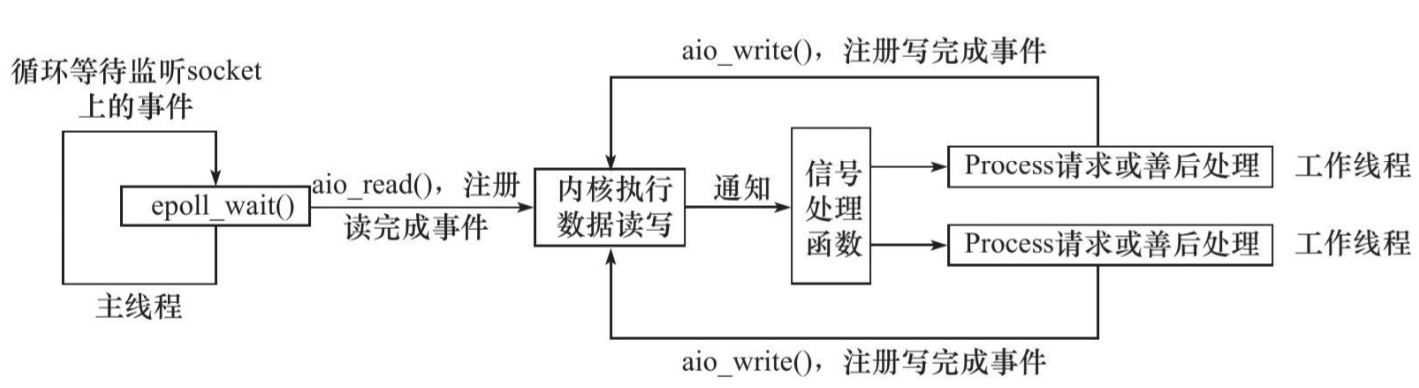 循环等待监听socket
上的事件
epoll_wait()
主线程
aio_read()，注册
读完成事件
内核执行
数据读写
通知
信号
处理
函数
aio_write()，注册写完成事件
Process请求或善后处理
工作线程
Process请求或善后处理
工作线程
aio_write()，注册写完成事件